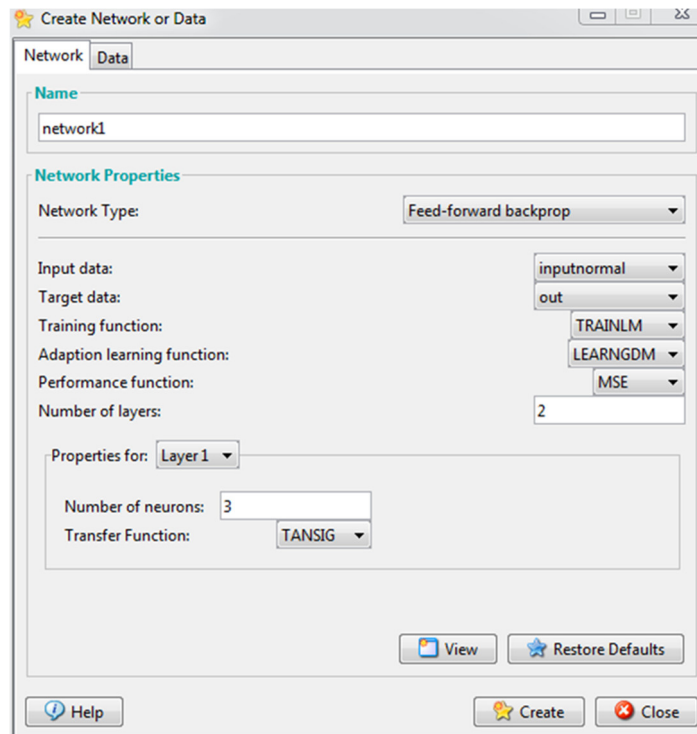 Create Network or Data
Network Data
Name
network1
Network Properties
Network Type: Feed-forward backprop
Input data: inputnormal
Target data: out
Training function: TRAINLM
Adaption learning function: LEARNGDM
Performance function: MSE
Number of layers: 2
Properties for: Layer 1
Number of neurons: 3
Transfer Function: TANSIG
View Restore Defaults
Help Create Close